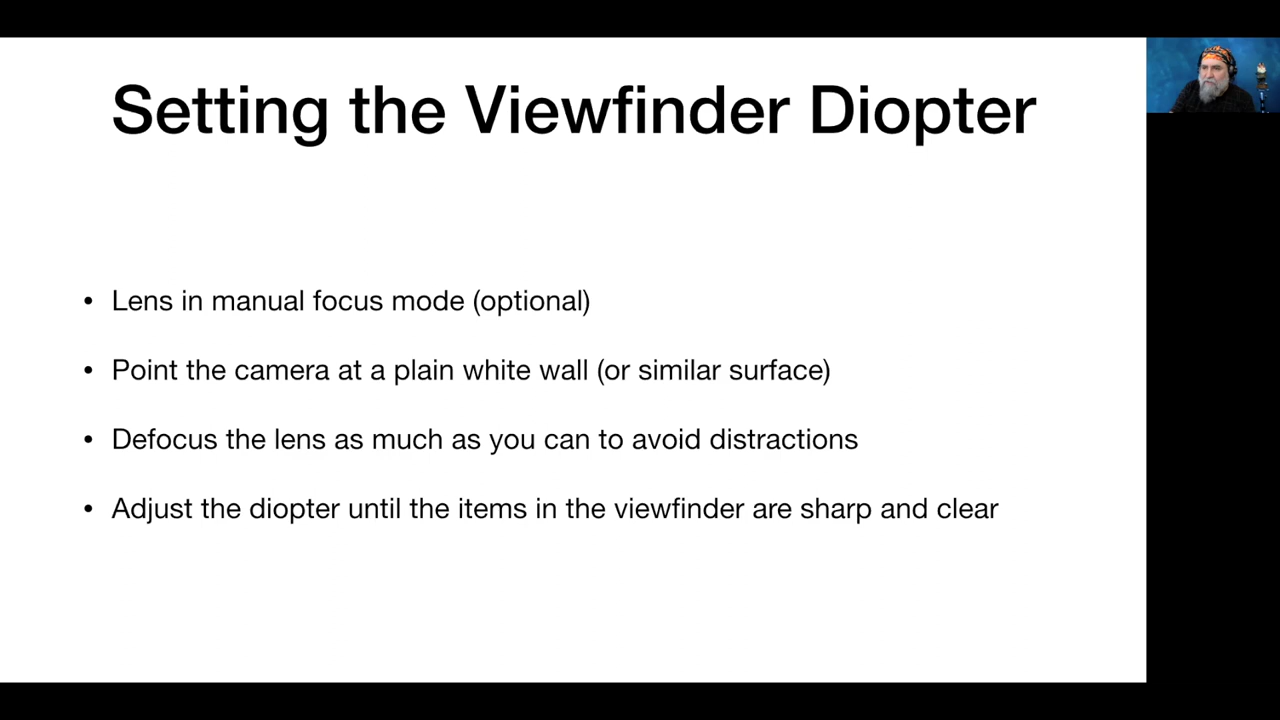 Setting the Viewfinder Diopter
• Lens in manual focus mode (optional)
• Point the camera at a plain white wall (or similar surface)
• Defocus the lens as much as you can to avoid distractions
• Adjust the diopter until the items in the viewfinder are sharp and clear